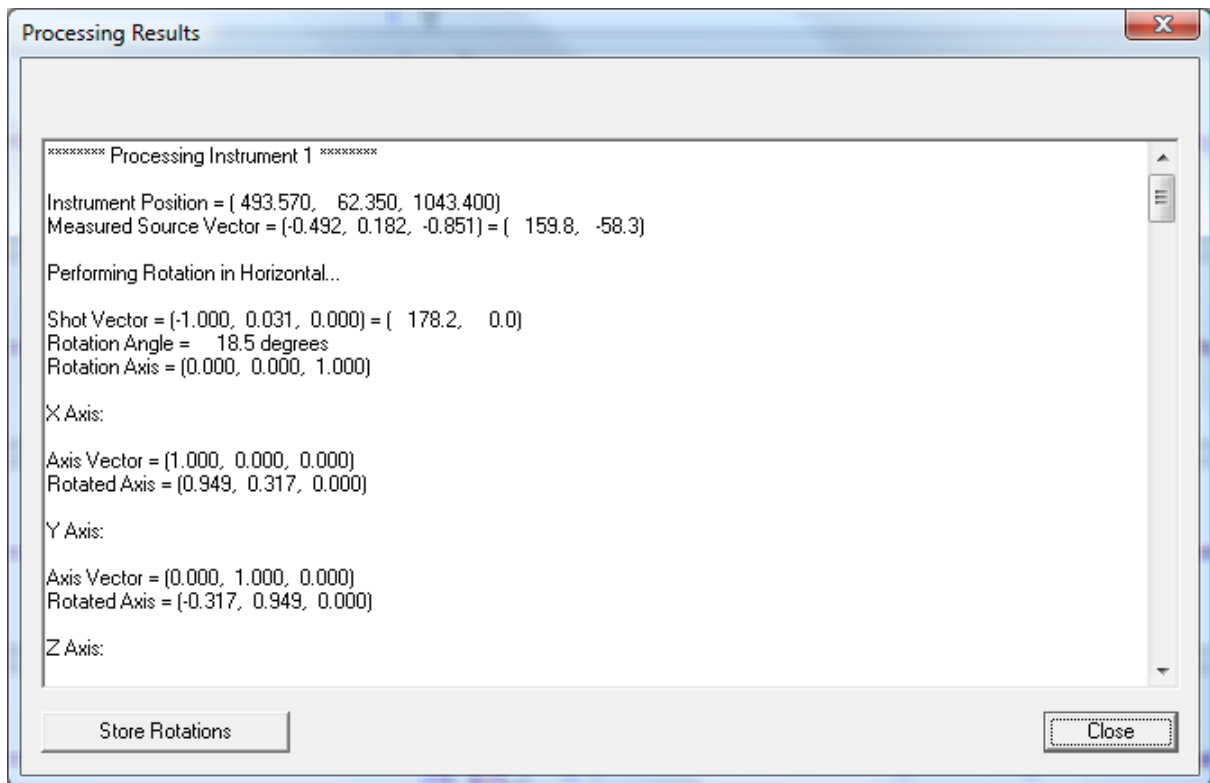 Processing Results
******** Processing Instrument 1 ********
Instrument Position = ( 493.570,   62.350, 1043.400)
Measured Source Vector = (-0.492,  0.182,  -0.851) = (   159.8,   -58.3)
Performing Rotation in Horizontal...
Shot Vector = (-1.000,  0.031,  0.000) = (   178.2,     0.0)
Rotation Angle =     18.5 degrees
Rotation Axis = (0.000,  0.000,  1.000)
X Axis:
Axis Vector = (1.000,  0.000,  0.000)
Rotated Axis = (0.949,  0.317,  0.000)
Y Axis:
Axis Vector = (0.000,  1.000,  0.000)
Rotated Axis = (-0.317,  0.949,  0.000)
Z Axis:
Store Rotations
Close